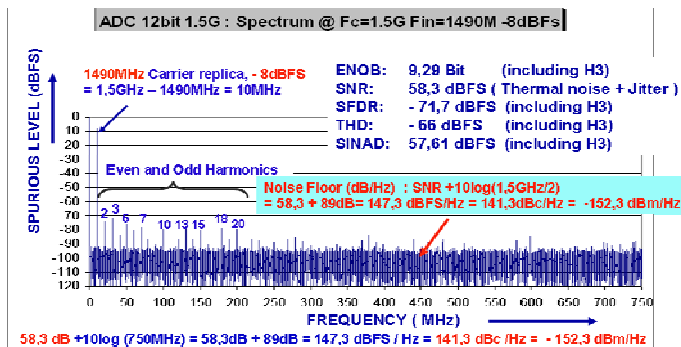 ADC 12bit 1.5G : Spectrum @ Fc=1.5G Fin=1490M -8dBFs
SPURIOUS LEVEL (dBFS)
1490MHz Carrier replica, - 8dBFS
= 1,5GHz – 1490MHz = 10MHz
ENOB: 9,29 Bit (including H3)
SNR: 58,3 dBFS ( Thermal noise + Jitter )
SFDR: - 71,7 dBFS (including H3)
THD: - 66 dBFS (including H3)
SINAD: 57,61 dBFS (including H3)
0
-10
-20
-30
-40
-50
-60
-70
-80
-90
-100
-110
120
Even and Odd Harmonics
2 3 6 7 10 13 15 18 20
Noise Floor (dB/Hz) : SNR +10log(1,5GHz/2)
= 58,3 + 89dB= 147,3 dBFS/Hz = 141,3dBc/Hz = -152,3 dBm/Hz
0 50 100 150 200 250 300 350 400 450 500 550 600 650 700 750
FREQUENCY ( MHz)
58,3 dB +10log (750MHz) = 58,3dB + 89dB = 147,3 dBFS / Hz = 141,3 dBc /Hz = - 152,3 dBm/Hz